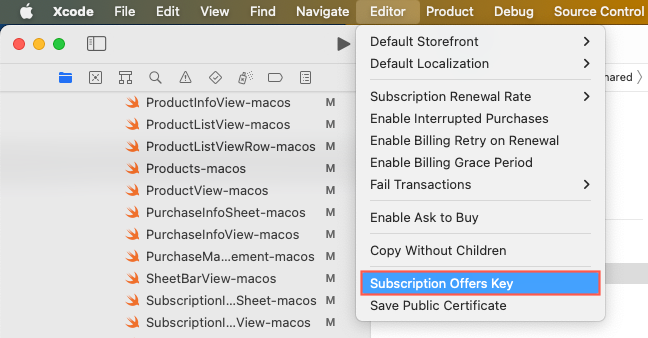 Xcode File Edit View Find Navigate Editor Product Debug Source Control
Default Storefront
Default Localization
hared
Subscription Renewal Rate
Enable Interrupted Purchases
Enable Billing Retry on Renewal
Enable Billing Grace Period
Fail Transactions
Enable Ask to Buy
Copy Without Children
Subscription Offers Key
Save Public Certificate
ProductInfoView-macos M
ProductListView-macos M
ProductListViewRow-macos M
Products-macos M
ProductView-macos M
PurchaseInfoSheet-macos M
PurchaseInfoView-macos M
PurchaseMa...ement-macos M
SheetBarView-macos M
SubscriptionI...Sheet-macos M
SubscriptionI...View-macos M